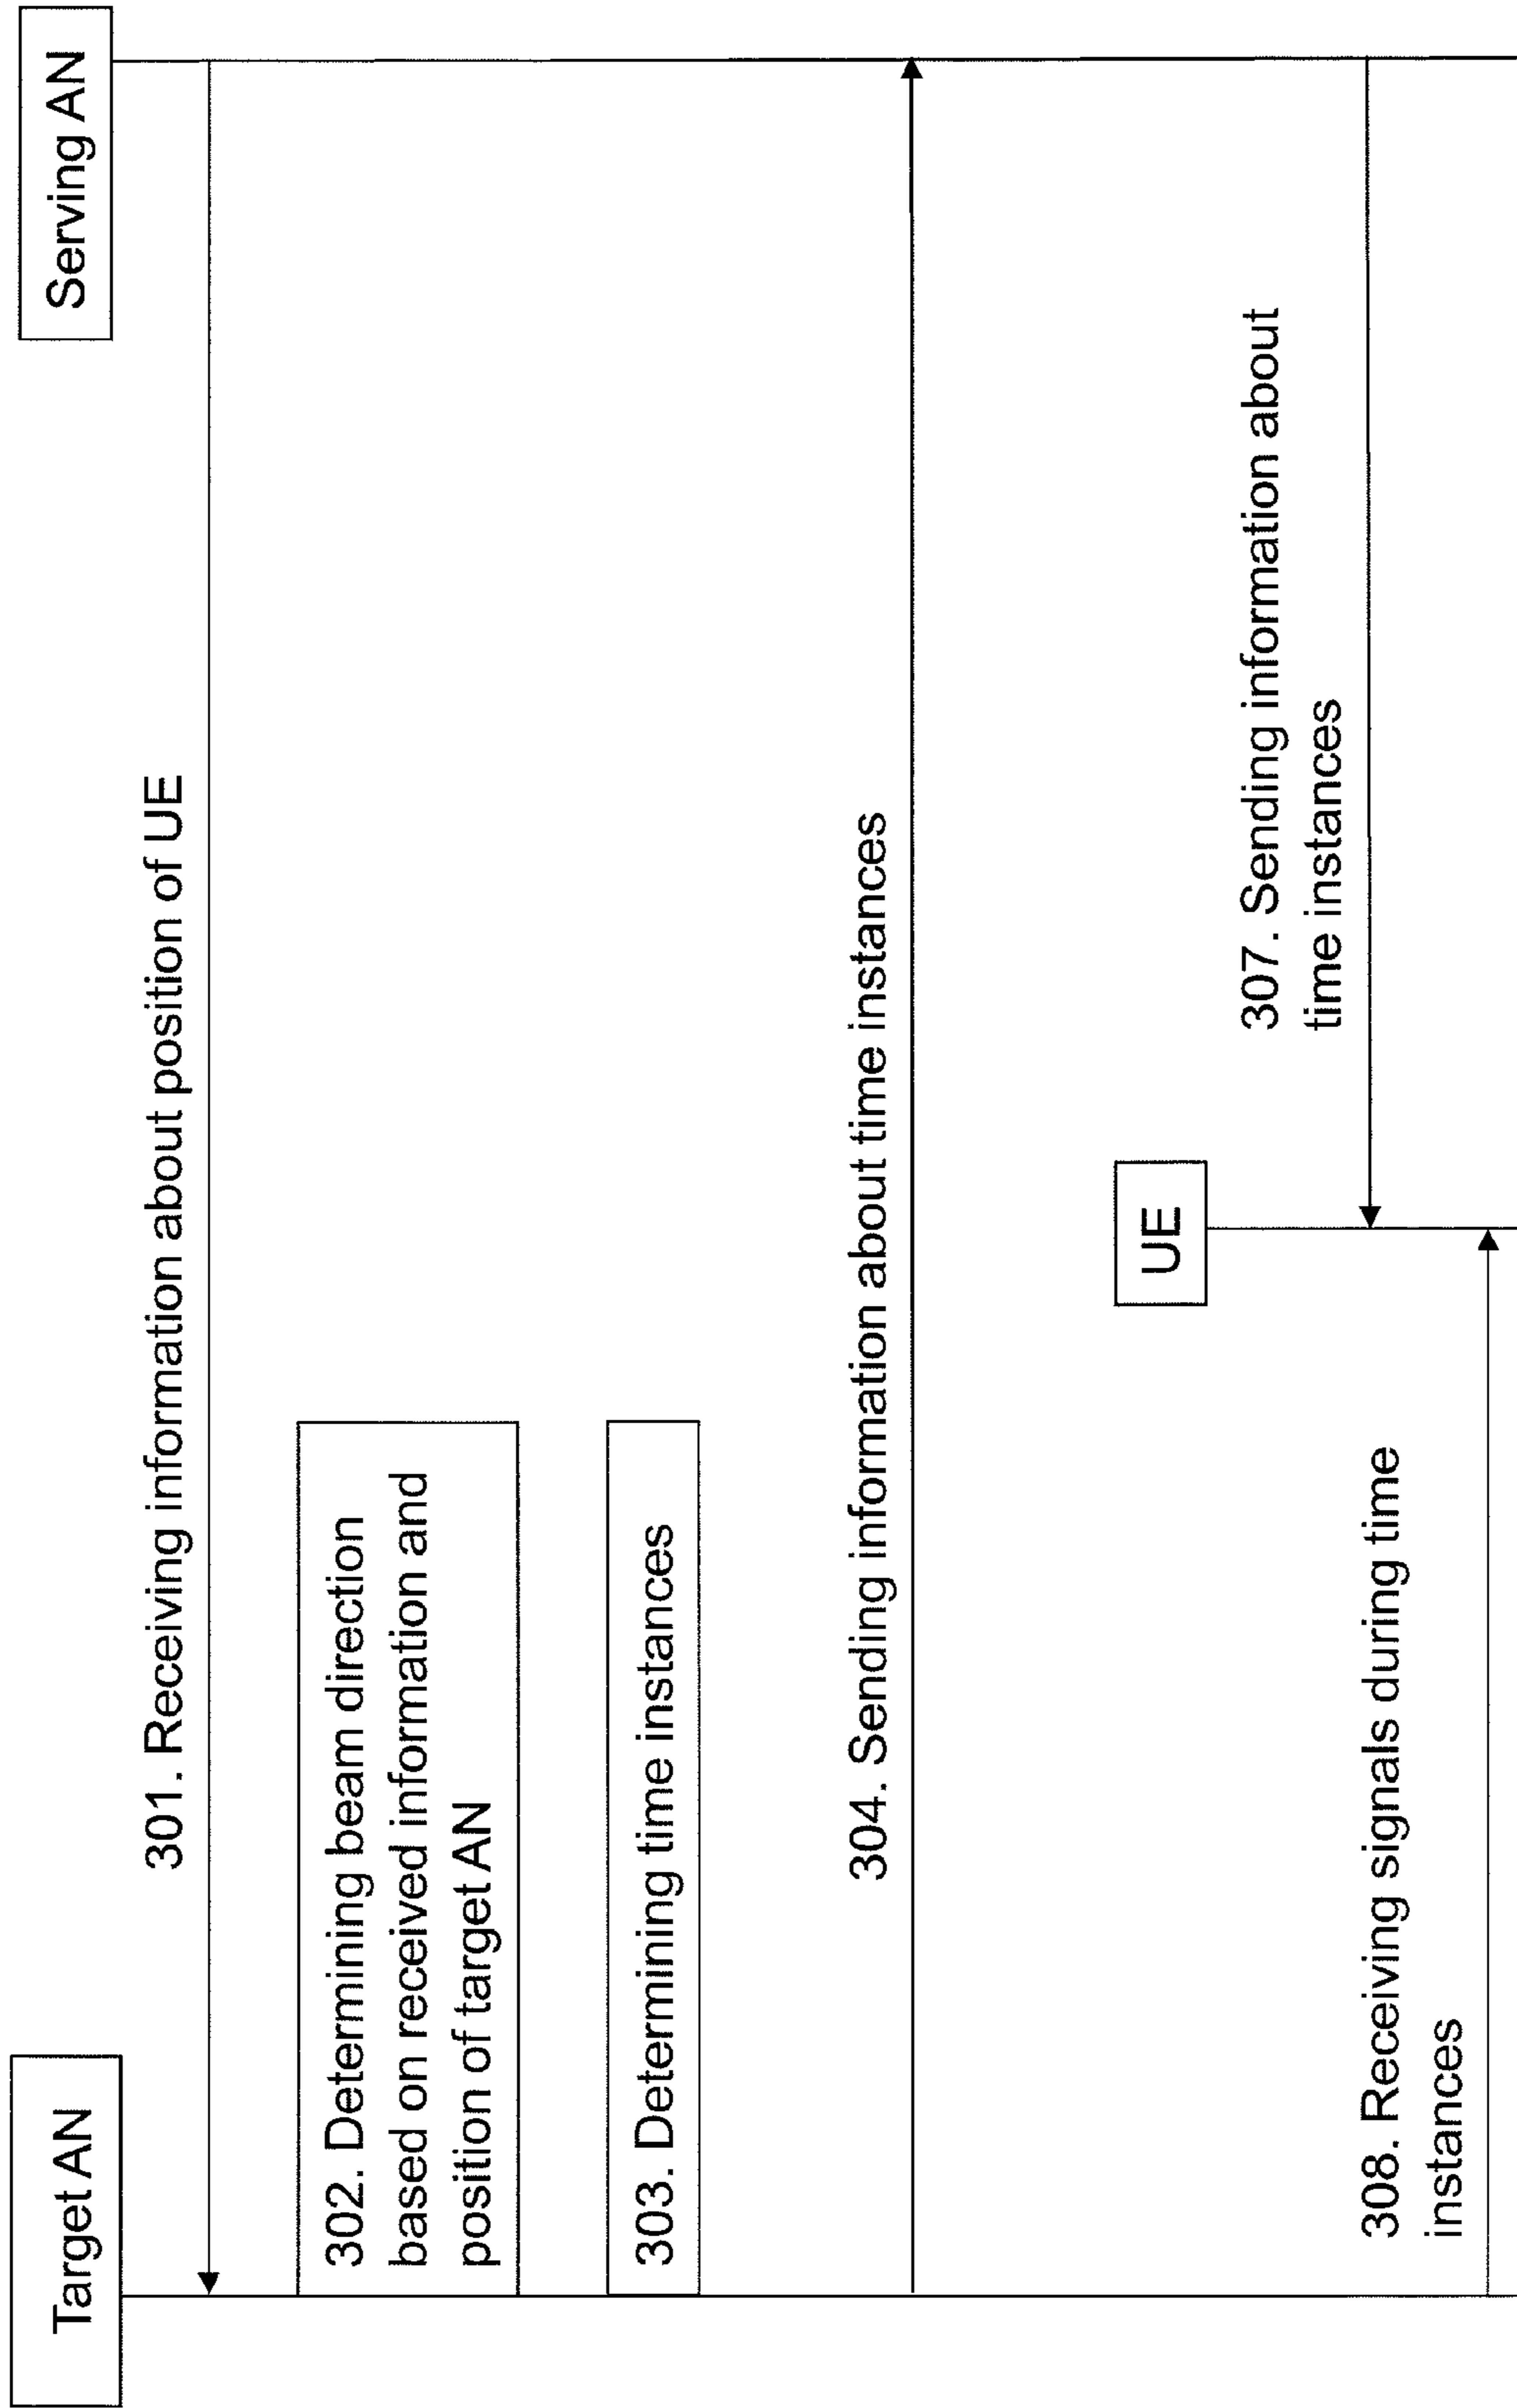 Target AN
Serving AN
301. Receiving information about position of UE
302. Determining beam direction
based on received information and
position of target AN
303. Determining time instances
304. Sending information about time instances
UE
307. Sending information about
time instances
308. Receiving signals during time
instances